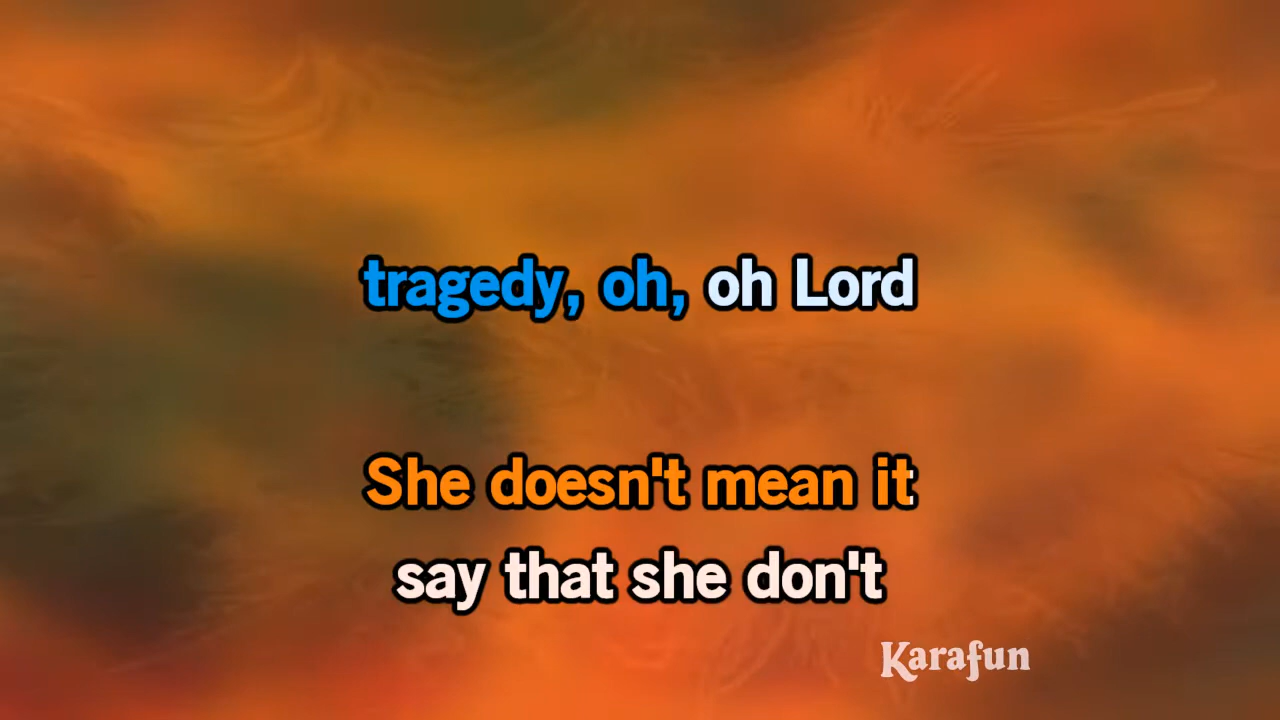 tragedy, oh, oh Lord
She doesn't mean it
say that she don't
Karafun